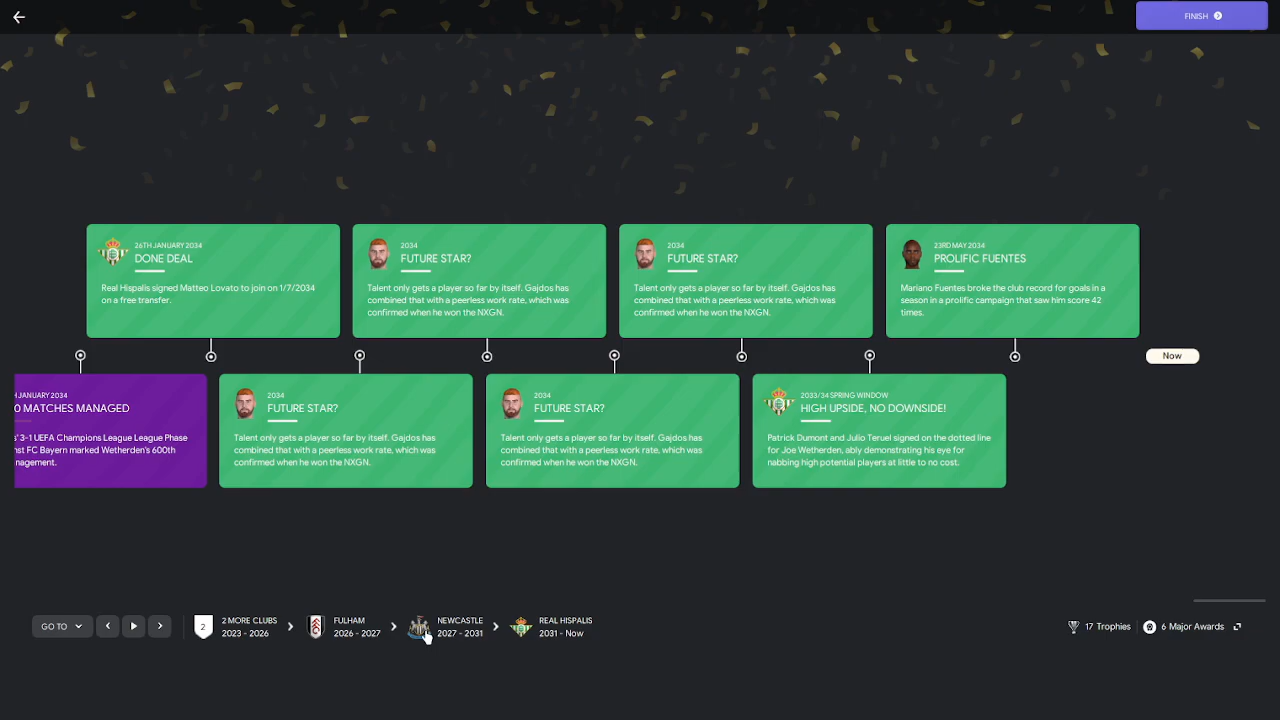 FINISH
26TH JANUARY 2034
DONE DEAL
Real Hispalis signed Matteo Lovato to join on 1/7/2034
on a free transfer.
2034
FUTURE STAR?
Talent only gets a player so far by itself. Gajdos has
combined that with a peerless work rate, which was
confirmed when he won the NXGN.
2034
FUTURE STAR?
Talent only gets a player so far by itself. Gajdos has
combined that with a peerless work rate, which was
confirmed when he won the NXGN.
23RD MAY 2034
PROLIFIC FUENTES
Mariano Fuentes broke the club record for goals in a
season in a prolific campaign that saw him score 42
times.
Now
JANUARY 2034
0 MATCHES MANAGED
s' 3-1 UEFA Champions League League Phase
nst FC Bayern marked Wetherden's 600th
nagement.
2034
FUTURE STAR?
Talent only gets a player so far by itself. Gajdos has
combined that with a peerless work rate, which was
confirmed when he won the NXGN.
2034
FUTURE STAR?
Talent only gets a player so far by itself. Gajdos has
combined that with a peerless work rate, which was
confirmed when he won the NXGN.
2033/34 SPRING WINDOW
HIGH UPSIDE, NO DOWNSIDE!
Patrick Dumont and Julio Teruel signed on the dotted line
for Joe Wetherden, ably demonstrating his eye for
nabbing high potential players at little to no cost.
GO TO
2
2 MORE CLUBS
2023 - 2026
FULHAM
2026 - 2027
NEWCASTLE
2027 - 2031
REAL HISPALIS
2031 - Now
17 Trophies
6 Major Awards